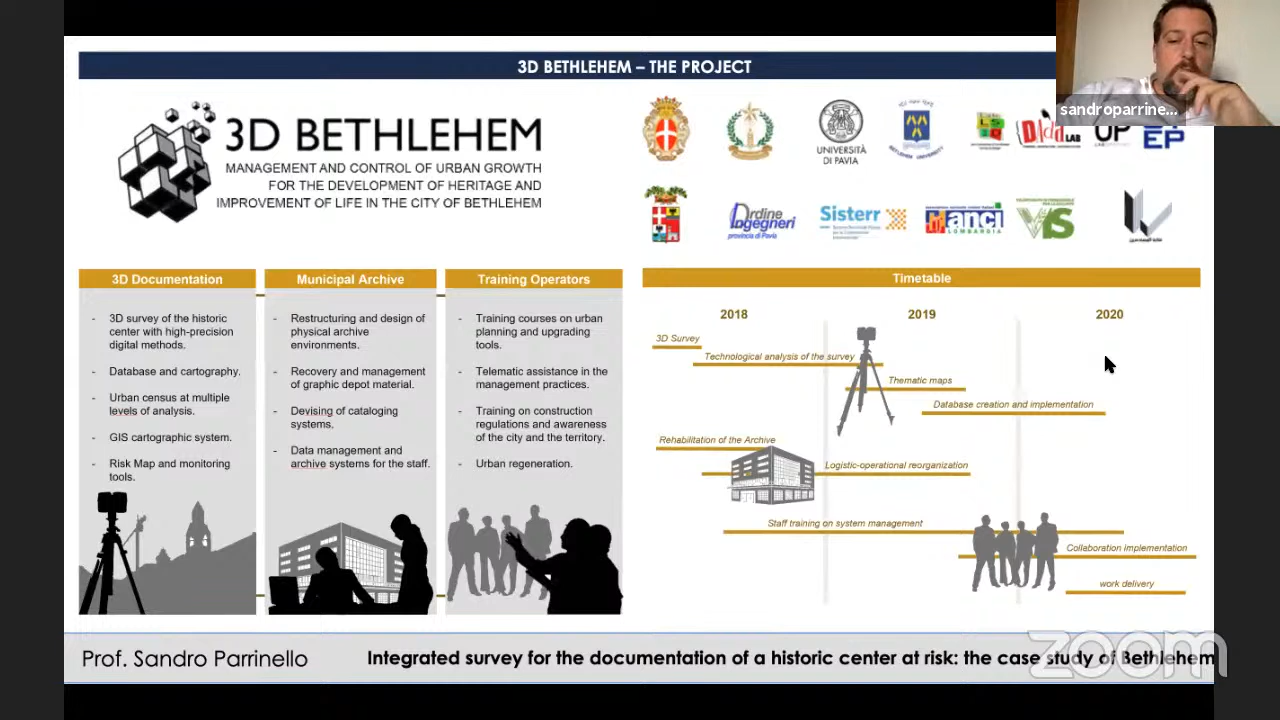 3D BETHLEHEM – THE PROJECT
sandroparrine...
3D BETHLEHEM
MANAGEMENT AND CONTROL OF URBAN GROWTH
FOR THE DEVELOPMENT OF HERITAGE AND
IMPROVEMENT OF LIFE IN THE CITY OF BETHLEHEM
UNIVERSITÀ
DI PAVIA
BETHLEHEM UNIVERSITY
DAda
LAB
UP
EP
Ordine
Ingegneri
provincia di Pavia
Sisterr
anci
LOMBARDIA
VIS
3D Documentation
- 3D survey of the historic
center with high-precision
digital methods.
- Database and cartography.
- Urban census at multiple
levels of analysis.
- GIS cartographic system.
- Risk Map and monitoring
tools.
Municipal Archive
- Restructuring and design of
physical archive
environments.
- Recovery and management
of graphic depot material.
- Devising of cataloging
systems.
- Data management and
archive systems for the staff.
Training Operators
- Training courses on urban
planning and upgrading
tools.
- Telematic assistance in the
management practices.
- Training on construction
regulations and awareness
of the city and the territory.
- Urban regeneration.
Timetable
2018 2019 2020
3D Survey
Technological analysis of the survey
Thematic maps
Database creation and implementation
Rehabilitation of the Archive
Logistic-operational reorganization
Staff training on system management
Collaboration Implementation
work delivery
Prof. Sandro Parrinello
Integrated survey for the documentation of a historic center at risk: the case study of Bethlehem
zoom